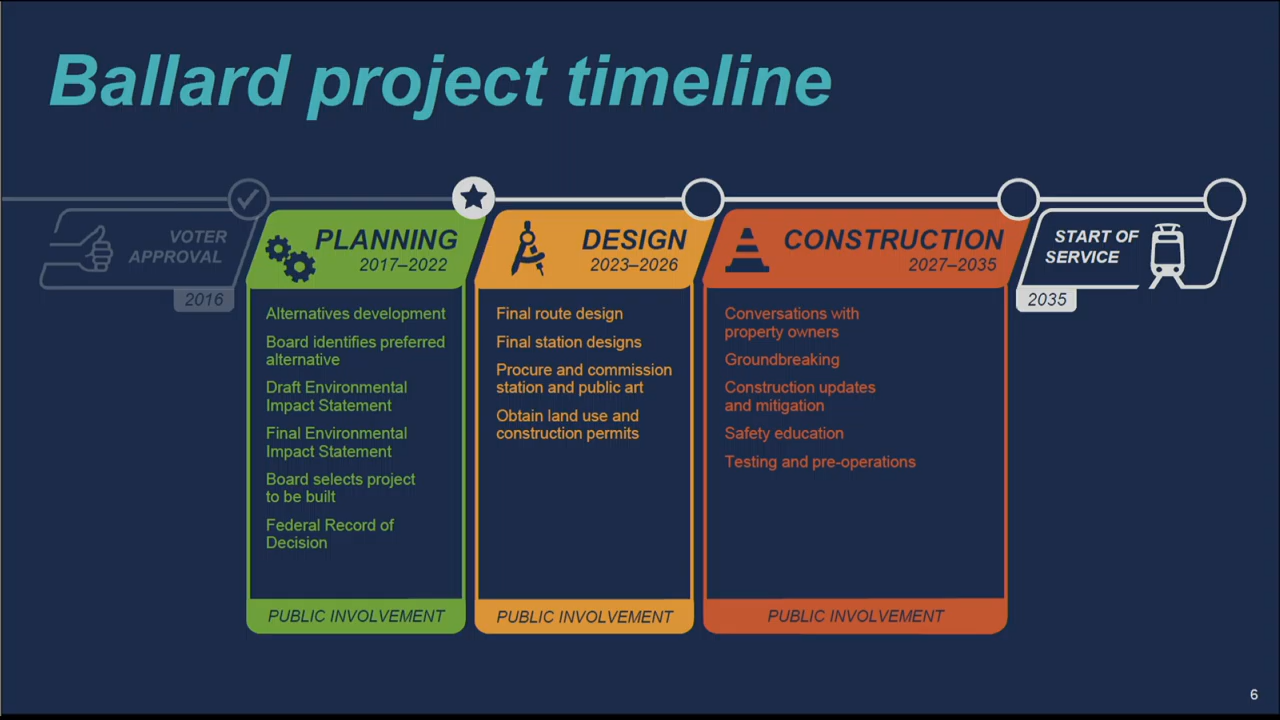 Ballard project timeline
VOTER
APPROVAL
2016
PLANNING
2017–2022
Alternatives development
Board identifies preferred
alternative
Draft Environmental
Impact Statement
Final Environmental
Impact Statement
Board selects project
to be built
Federal Record of
Decision
PUBLIC INVOLVEMENT
DESIGN
2023–2026
Final route design
Final station designs
Procure and commission
station and public art
Obtain land use and
construction permits
PUBLIC INVOLVEMENT
CONSTRUCTION
2027–2035
Conversations with
property owners
Groundbreaking
Construction updates
and mitigation
Safety education
Testing and pre-operations
PUBLIC INVOLVEMENT
START OF
SERVICE
2035
6